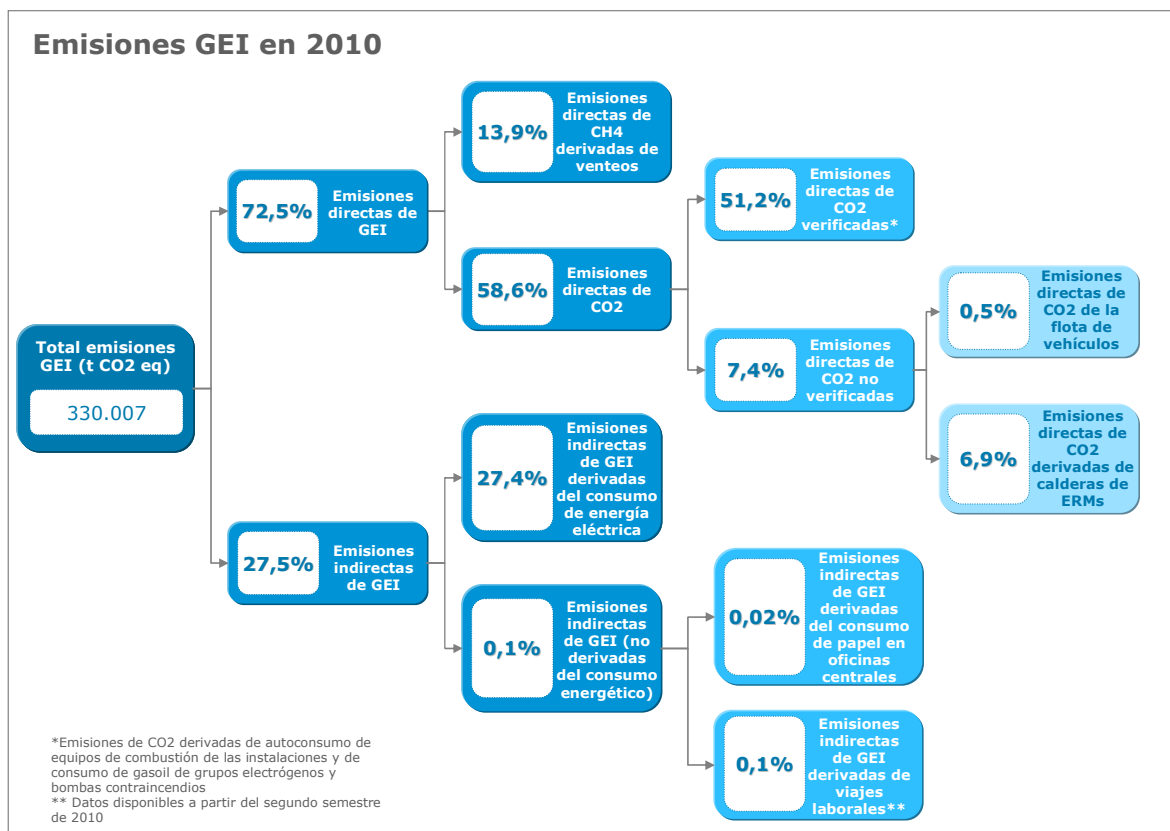 Emisiones GEI en 2010
Total emisiones
GEI (t CO2 eq)
330.007
72,5%
Emisiones
directas de
GEI
13,9%
Emisiones
directas de
CH4
derivadas de
venteos
58,6%
Emisiones
directas de
CO2
51,2%
Emisiones
directas de
CO2
verificadas*
7,4%
Emisiones
directas de
CO2 no
verificadas
0,5%
Emisiones
directas de
CO2 de la
flota de
vehículos
6,9%
Emisiones
directas de
CO2
derivadas de
calderas de
ERMs
27,5%
Emisiones
indirectas
de GEI
27,4%
Emisiones
indirectas
de GEI
derivadas
del consumo
de energía
eléctrica
0,1%
Emisiones
indirectas
de GEI (no
derivadas
del consumo
energético)
0,02%
Emisiones
indirectas
de GEI
derivadas
del consumo
de papel en
oficinas
centrales
0,1%
Emisiones
indirectas
de GEI
derivadas de
viajes
laborales**
*Emisiones de CO2 derivadas de autoconsumo de
equipos de combustión de las instalaciones y de
consumo de gasoil de grupos electrógenos y
bombas contraincendios
** Datos disponibles a partir del segundo semestre
de 2010